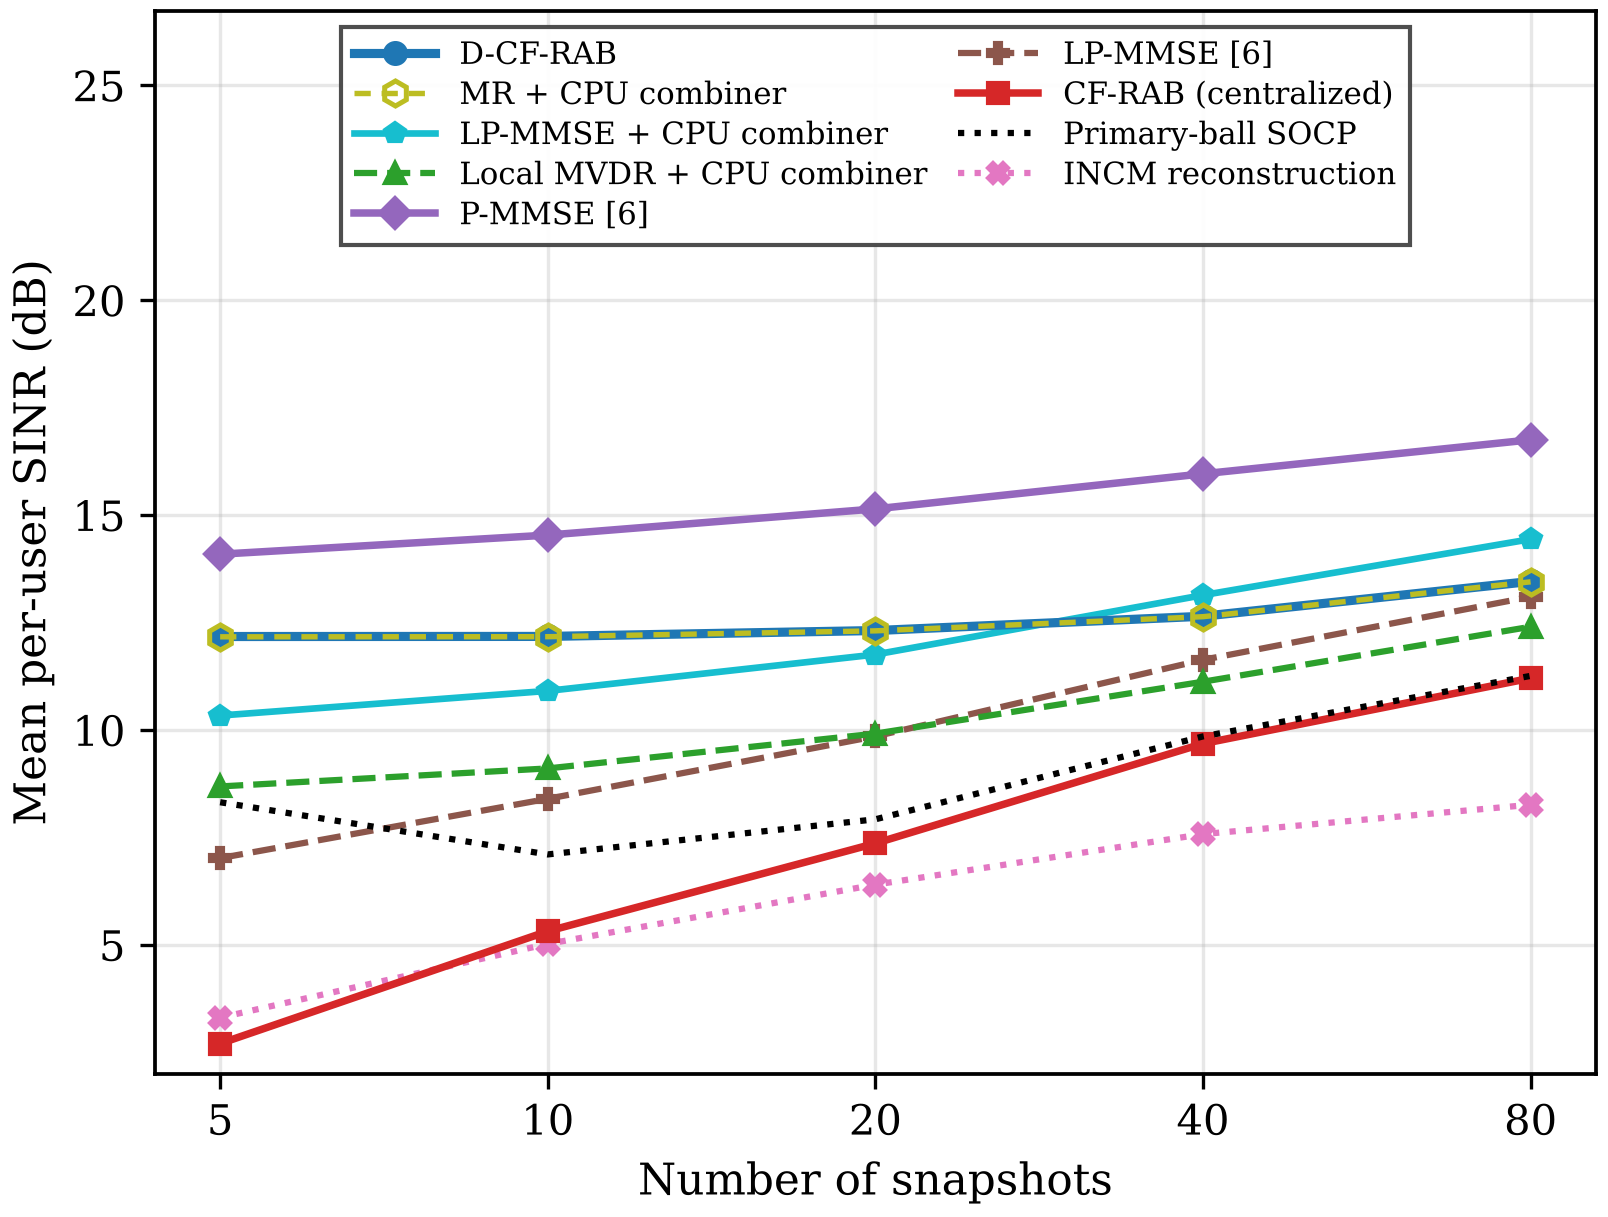 D-CF-RAB
MR + CPU combiner
LP-MMSE + CPU combiner
Local MVDR + CPU combiner
P-MMSE [6]
LP-MMSE [6]
CF-RAB (centralized)
Primary-ball SOCP
INCM reconstruction
Mean per-user SINR (dB)
25
20
15
10
5
5 10 20 40 80
Number of snapshots